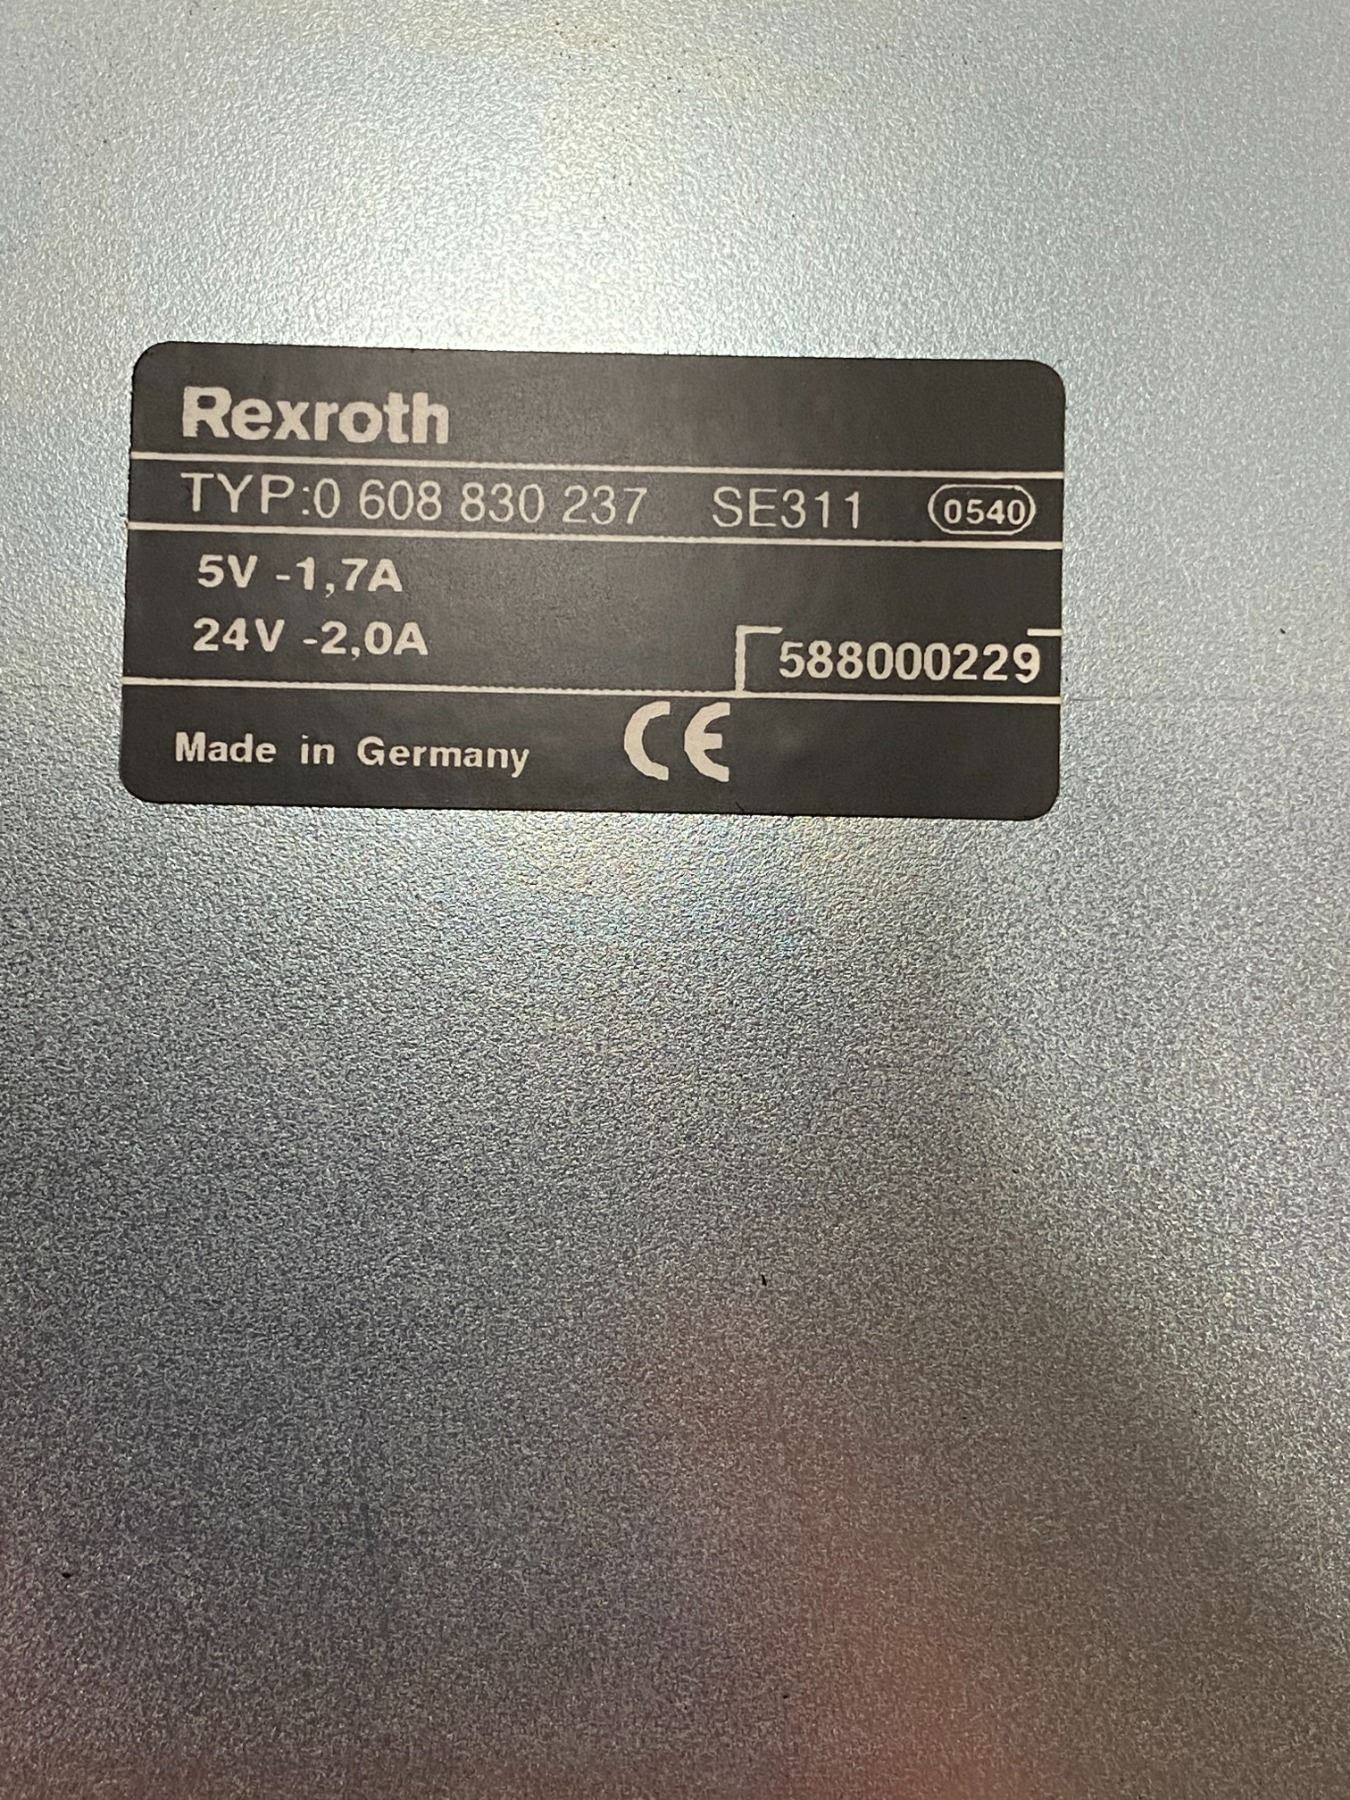 Rexroth
TYP:0 608 830 237 SE311 0540
5V -1,7A
24V -2,0A
588000229
Made in Germany CE